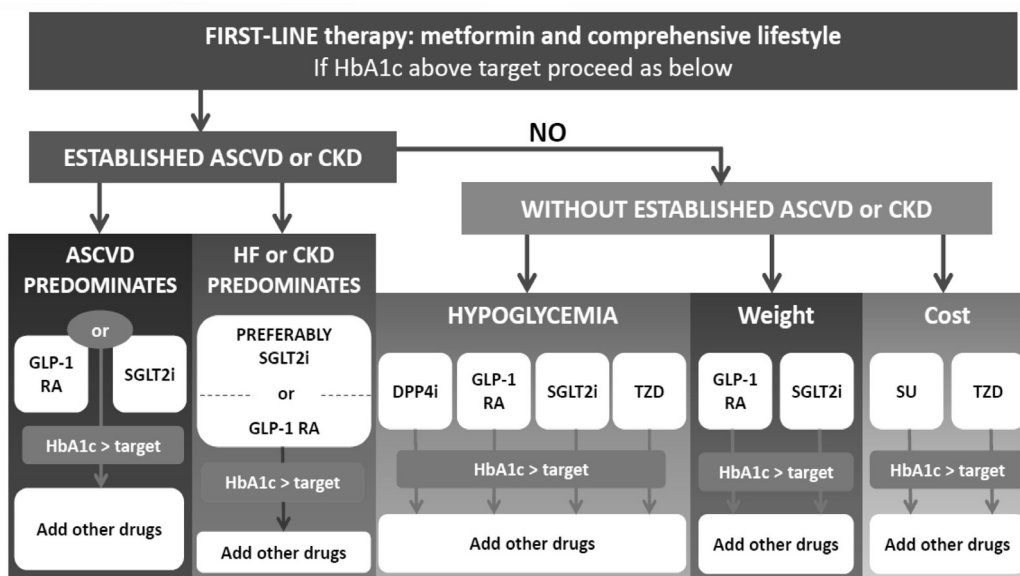 FIRST-LINE therapy: metformin and comprehensive lifestyle
If HbA1c above target proceed as below
NO
ESTABLISHED ASCVD or CKD
WITHOUT ESTABLISHED ASCVD or CKD
ASCVD
PREDOMINATES
or
GLP-1
RA
SGLT2i
HbA1c > target
Add other drugs
HF or CKD
PREDOMINATES
PREFERABLY
SGLT2i
or
GLP-1 RA
HbA1c > target
Add other drugs
HYPOGLYCEMIA
DPP4i
GLP-1
RA
SGLT2i
TZD
HbA1c > target
Add other drugs
Weight
GLP-1
RA
SGLT2i
HbA1c > target
Add other drugs
Cost
SU
TZD
HbA1c > target
Add other drugs